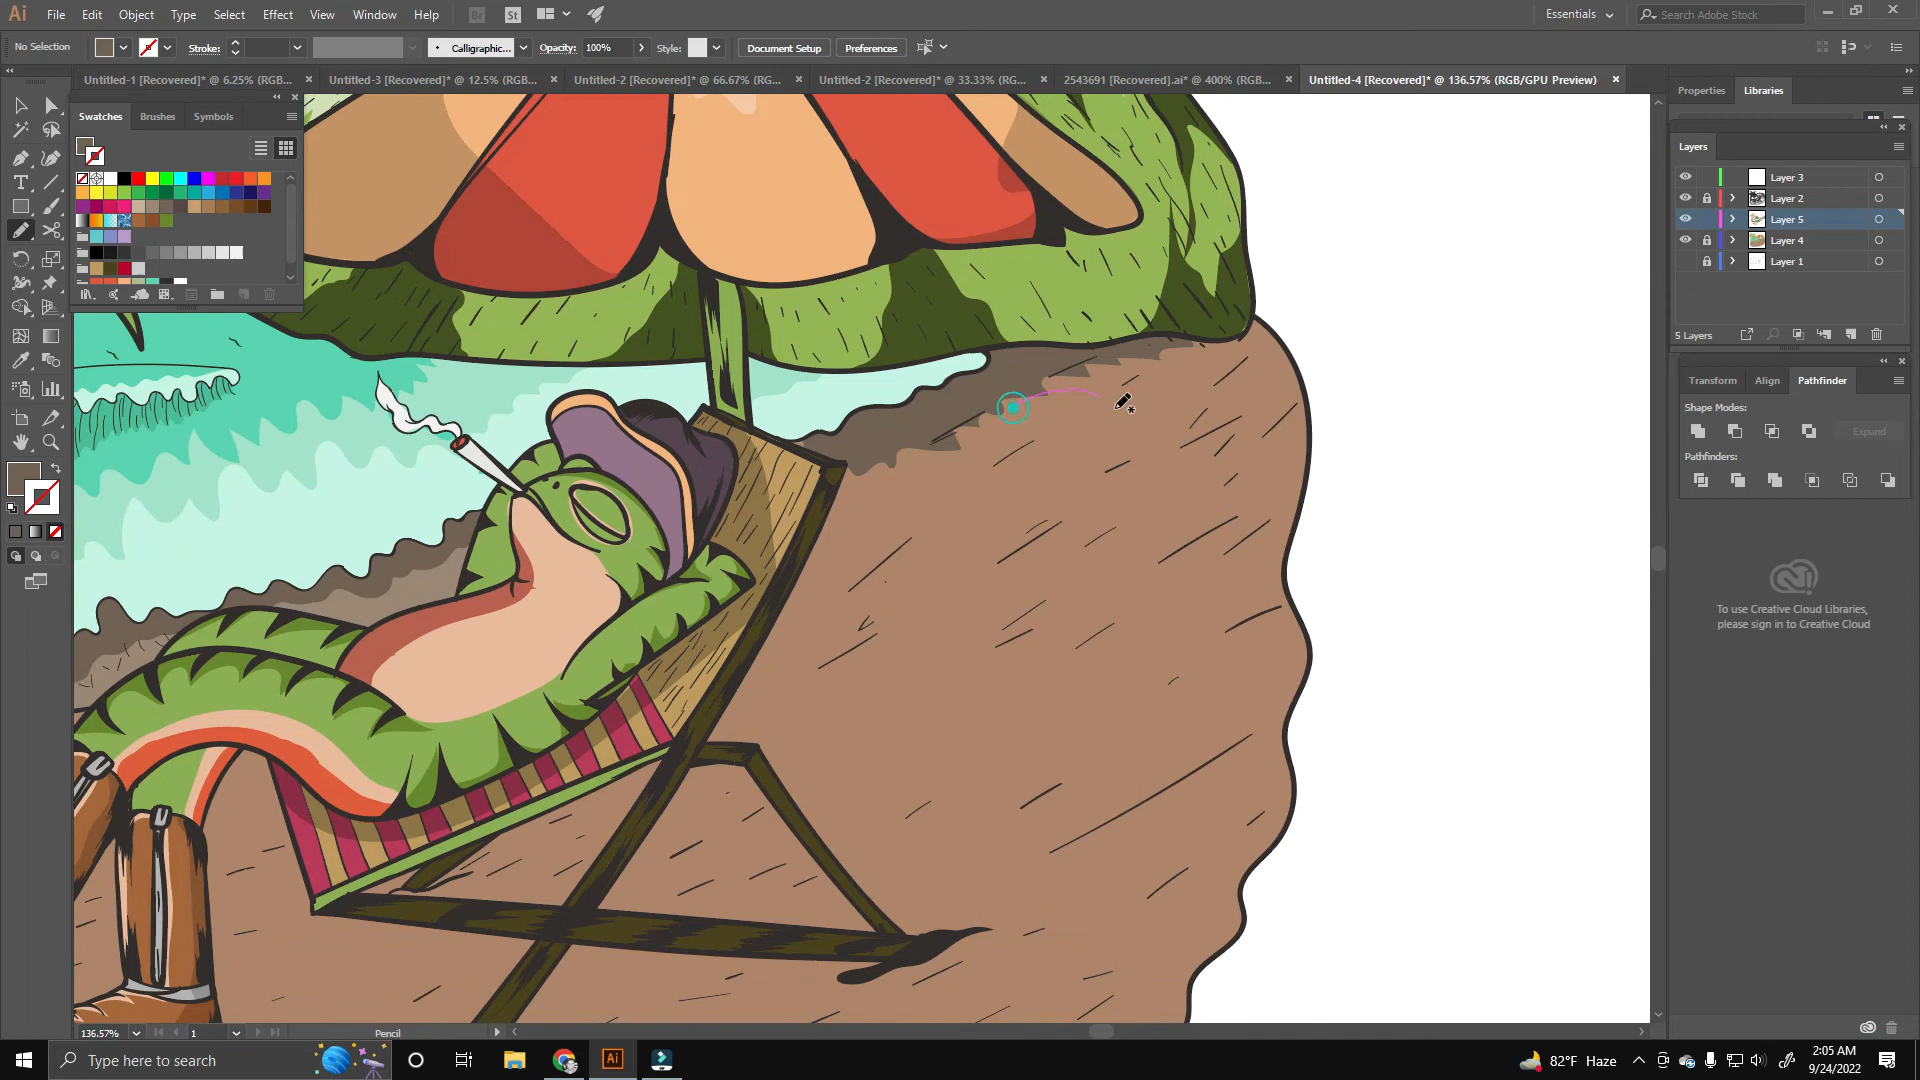 Ai File Edit Object Type Select Effect View Window Help Br St Essentials Search Adobe Stock
No Selection Stroke: Calligraphic... Opacity: 100% Style: Document Setup Preferences
Untitled-1 [Recovered]* @ 6.25% (RGB... Untitled-3 [Recovered]* @ 12.5% (RGB... Untitled-2 [Recovered]* @ 66.67% (RG... Untitled-2 [Recovered]* @ 33.33% (RGB... 2543691 [Recovered].ai* @ 400% (RGB... Untitled-4 [Recovered]* @ 136.57% (RGB/GPU Preview)
Properties Libraries
Swatches Brushes Symbols
Layers
Layer 3
Layer 2
Layer 5
Layer 4
Layer 1
5 Layers
Transform Align Pathfinder
Shape Modes:
Expand
Pathfinders:
To use Creative Cloud Libraries,
please sign in to Creative Cloud
136.57% 1 Pencil
Type here to search Ai 82°F Haze 2:05 AM
9/24/2022